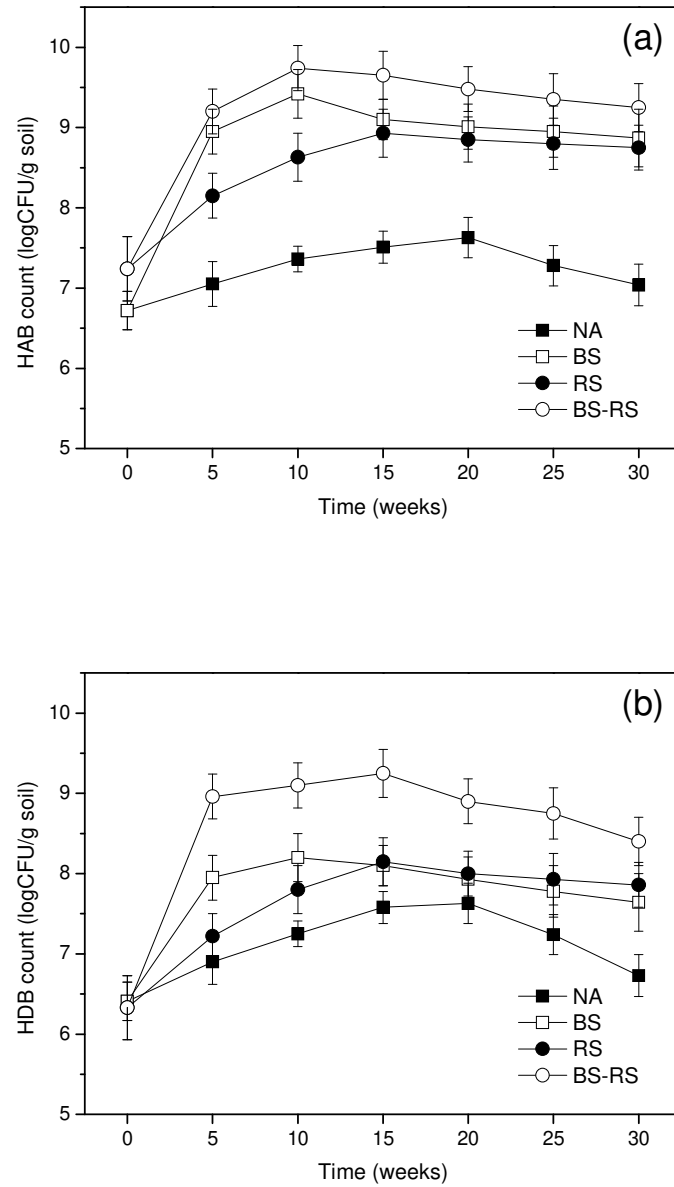 (a)
10
9
8
7
6
5
HAB count (logCFU/g soil)
NA
BS
RS
BS-RS
0 5 10 15 20 25 30
Time (weeks)
(b)
10
9
8
7
6
5
HDB count (logCFU/g soil)
NA
BS
RS
BS-RS
0 5 10 15 20 25 30
Time (weeks)